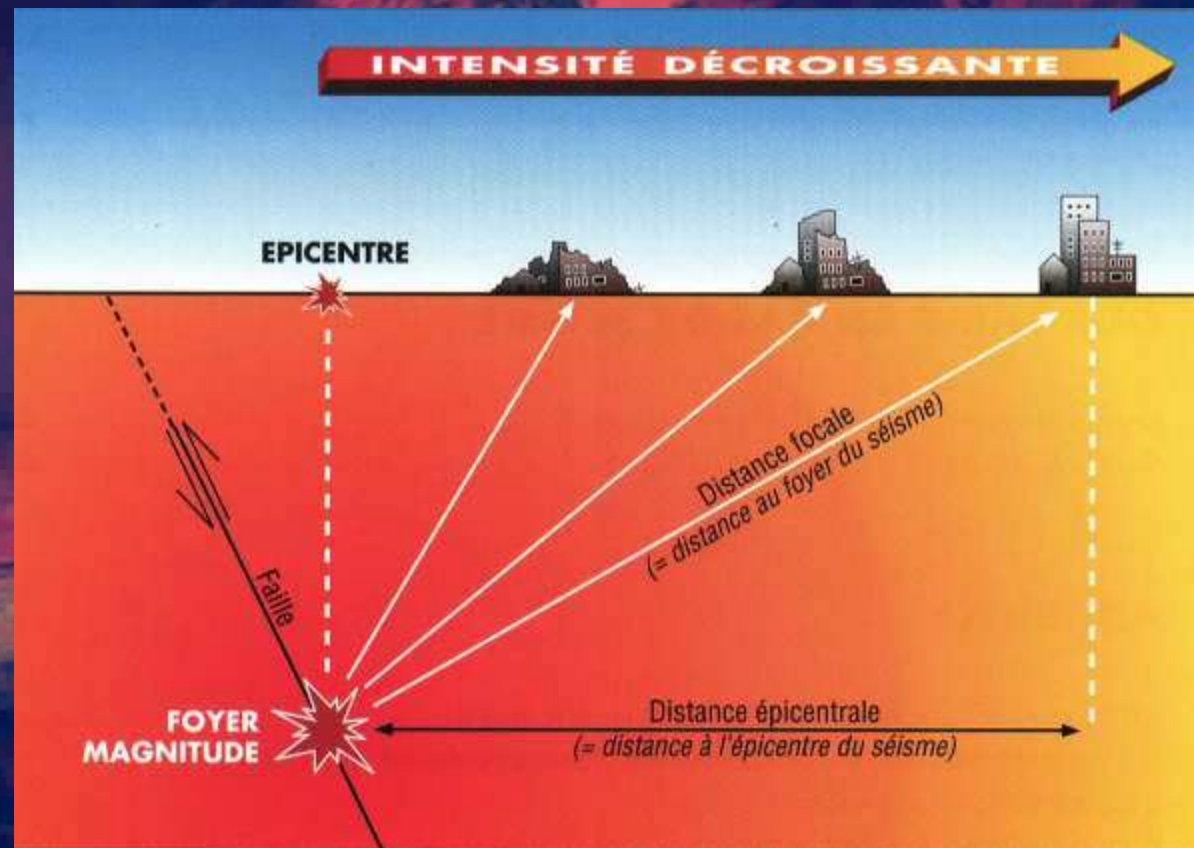 INTENSITÉ DÉCROISSANTE
EPICENTRE
Distance focale
(= distance au foyer du séisme)
Faille
FOYER
MAGNITUDE
Distance épicentrale
(= distance à l'épicentre du séisme)